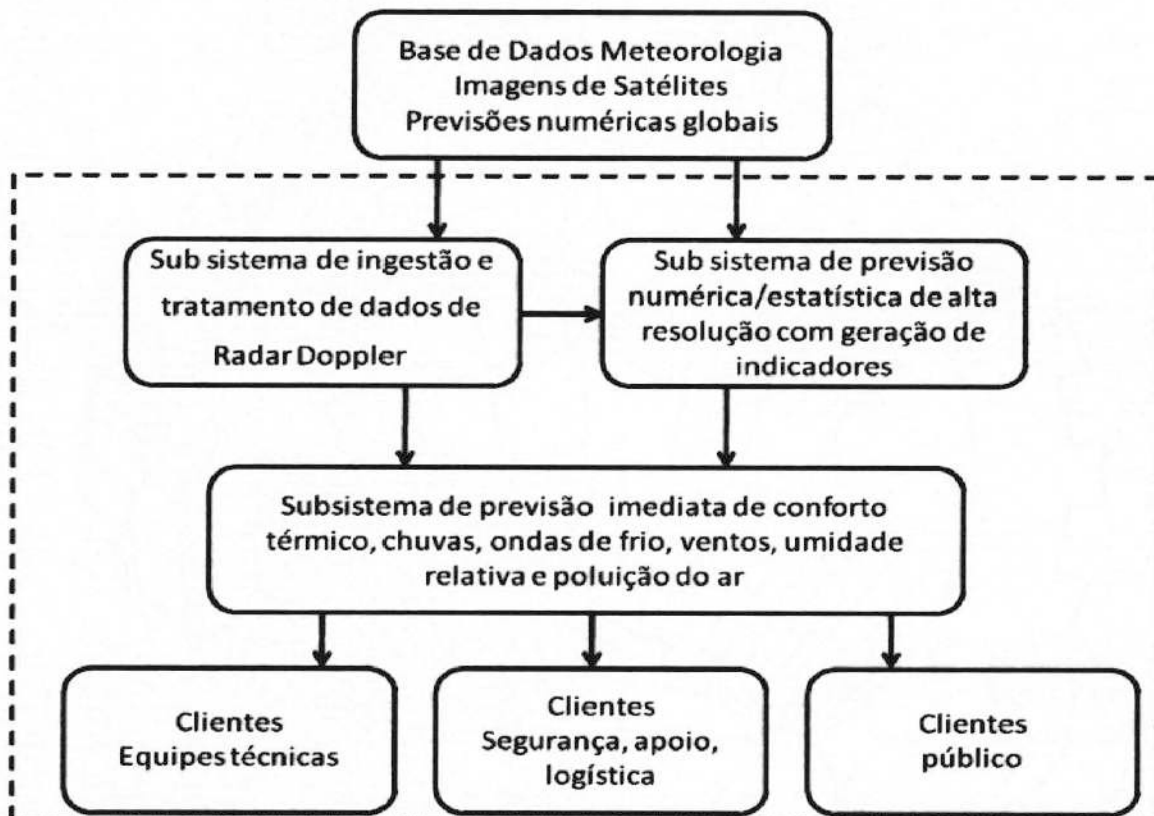 Base de Dados Meteorologia
Imagens de Satélites
Previsões numéricas globais
Sub sistema de ingestão e
tratamento de dados de
Radar Doppler
Sub sistema de previsão
numérica/estatística de alta
resolução com geração de
indicadores
Subsistema de previsão imediata de conforto
térmico, chuvas, ondas de frio, ventos, umidade
relativa e poluição do ar
Clientes
Equipes técnicas
Clientes
Segurança, apoio,
logística
Clientes
público